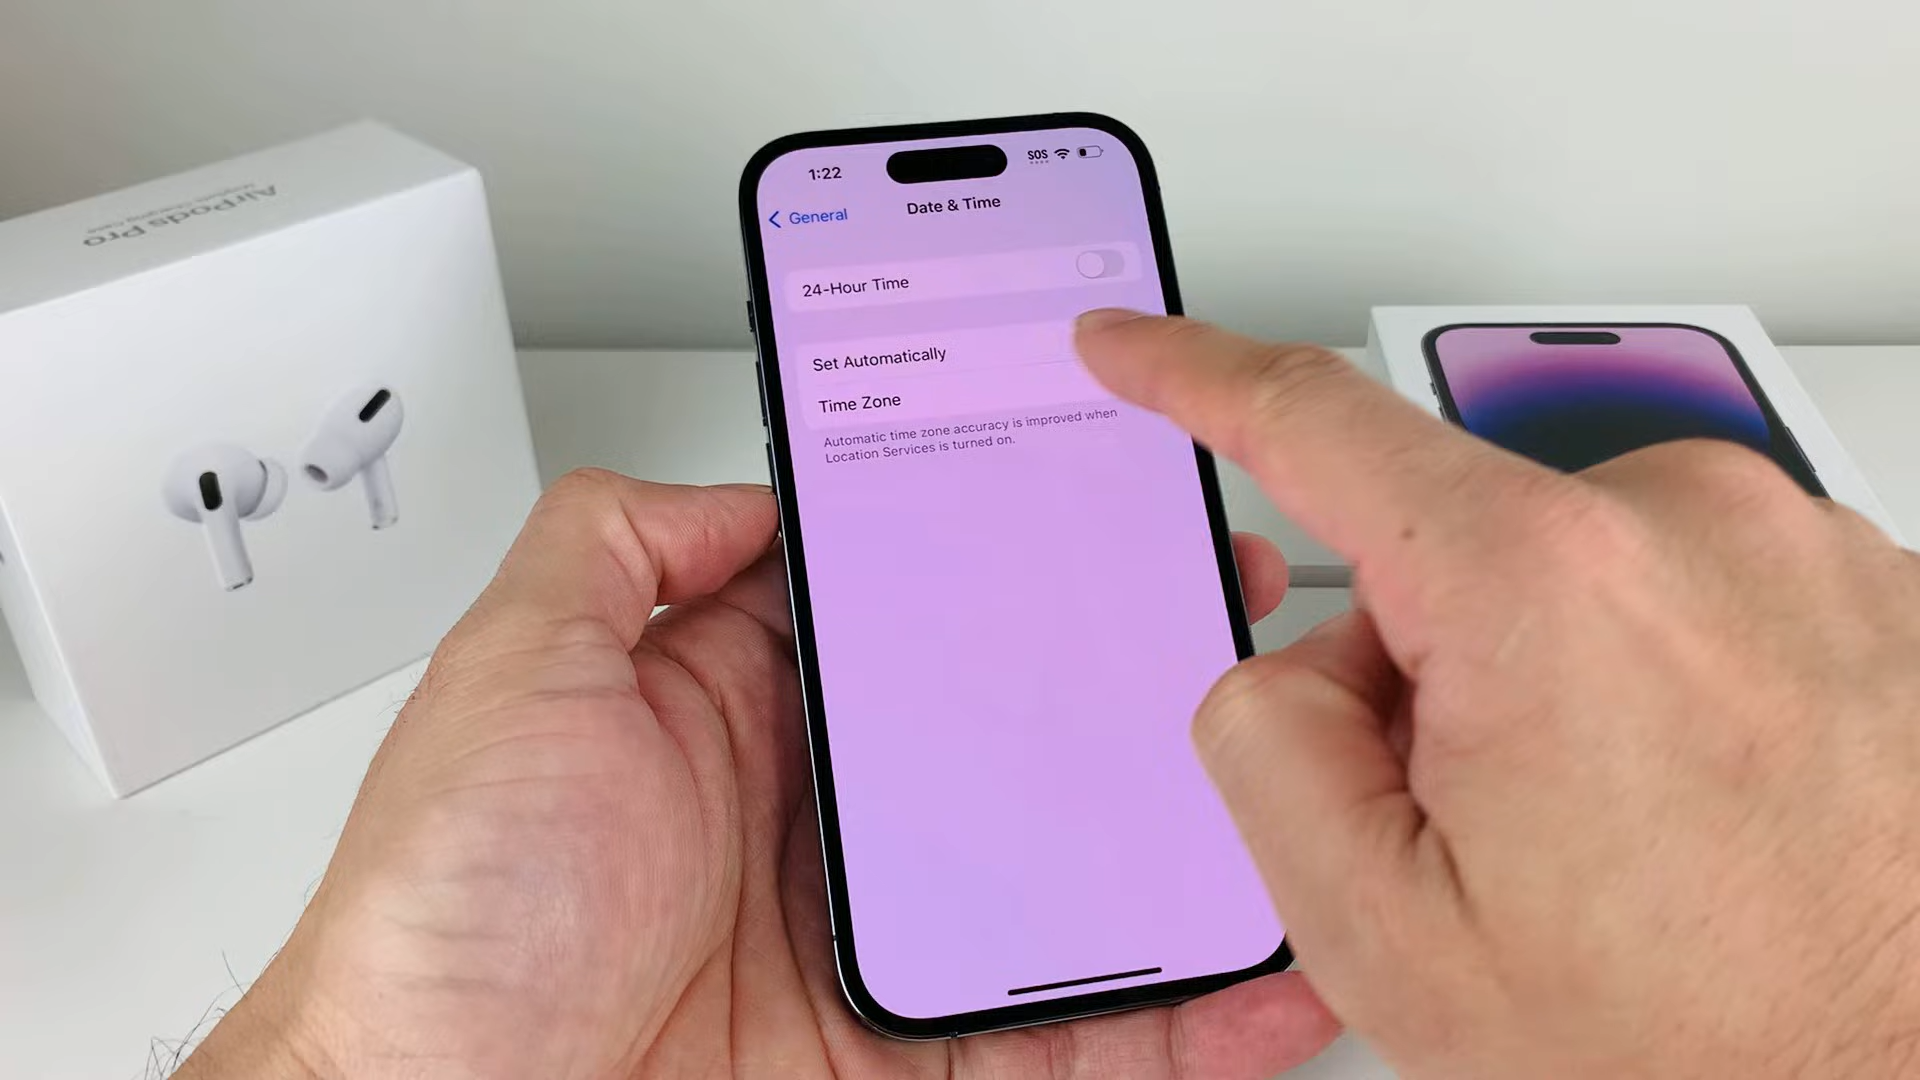 AirPods Pro
1:22
SOS
General
Date & Time
24-Hour Time
Set Automatically
Time Zone
Automatic time zone accuracy is improved when
Location Services is turned on.